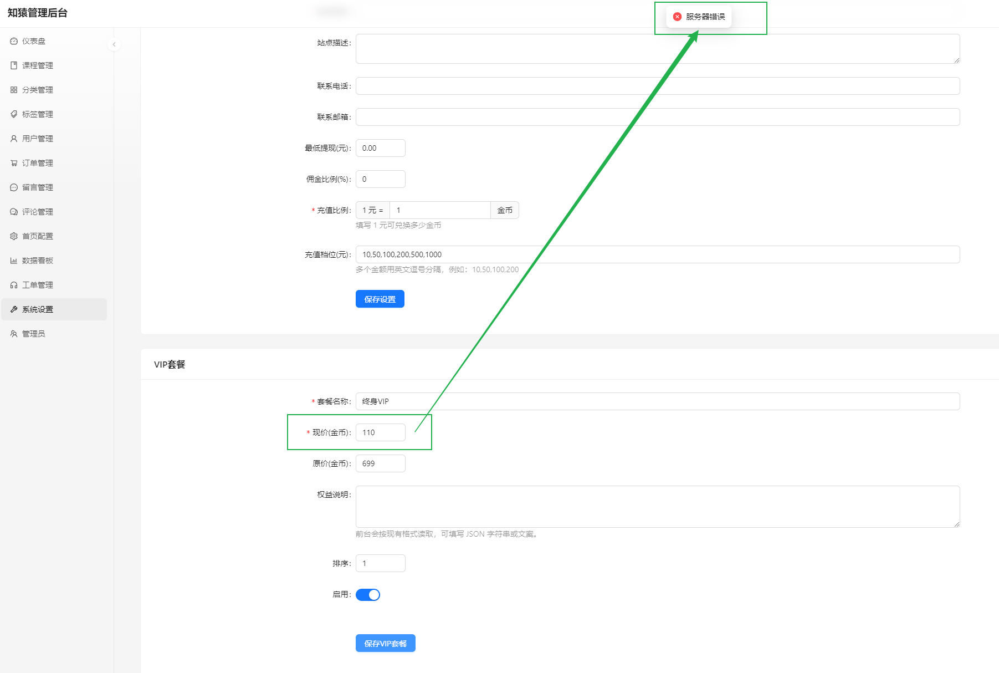 知猿管理后台
服务器错误
仪表盘
课程管理
分类管理
标签管理
用户管理
订单管理
留言管理
评论管理
首页配置
数据看板
工单管理
系统设置
管理员
站点描述:
联系电话:
联系邮箱:
最低提现(元): 0.00
佣金比例(%): 0
* 充值比例: 1 元 = 1 金币
填写 1 元可兑换多少金币
充值档位(元): 10,50,100,200,500,1000
多个金额用英文逗号分隔，例如：10,50,100,200
保存设置
VIP套餐
* 套餐名称: 终身VIP
* 现价(金币): 110
原价(金币): 699
权益说明:
前台会按现有格式读取，可填写 JSON 字符串或文案。
排序: 1
启用:
保存VIP套餐